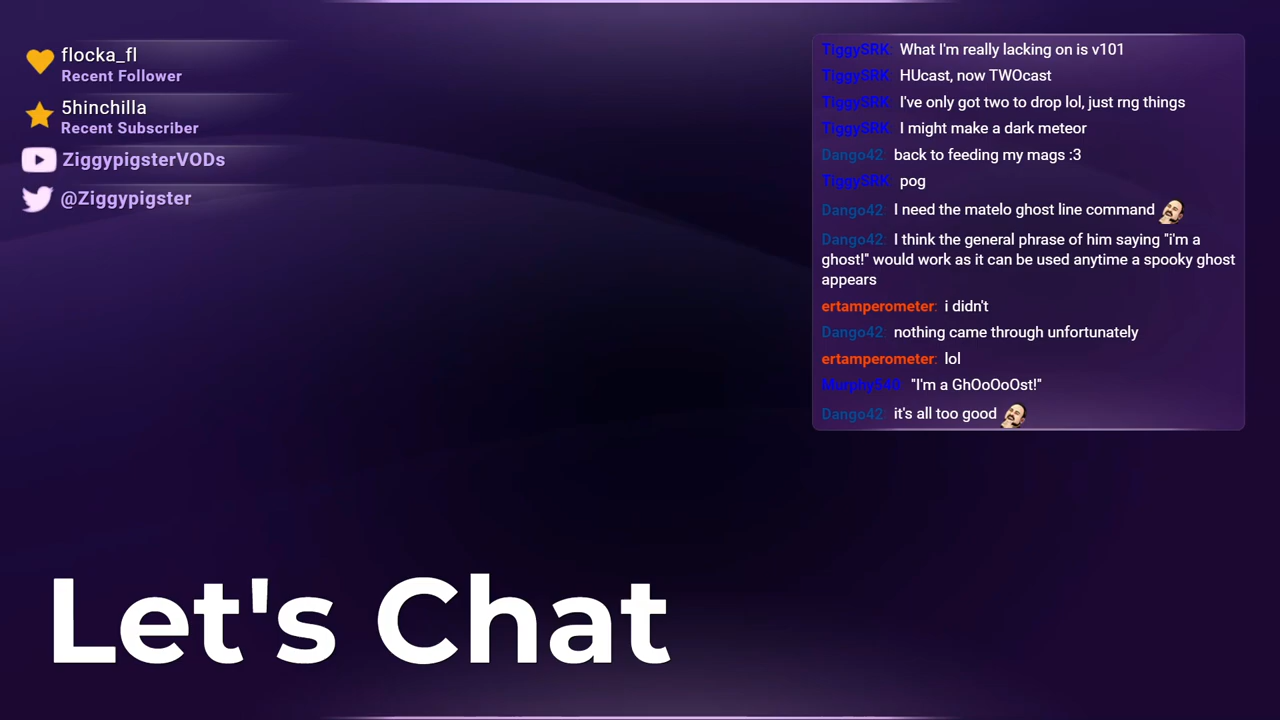 flocka_fl
Recent Follower
5hinchilla
Recent Subscriber
ZiggypigsterVODs
@Ziggypigster
TiggySRK: What I'm really lacking on is v101
TiggySRK: HUcast, now TWOcast
TiggySRK: I've only got two to drop lol, just rng things
TiggySRK: I might make a dark meteor
Dango42: back to feeding my mags :3
TiggySRK: pog
Dango42: I need the matelo ghost line command
Dango42: I think the general phrase of him saying "i'm a
ghost!" would work as it can be used anytime a spooky ghost
appears
ertamperometer: i didn't
Dango42: nothing came through unfortunately
ertamperometer: lol
Murphy540: "I'm a GhOoOoOst!"
Dango42: it's all too good
Let's Chat